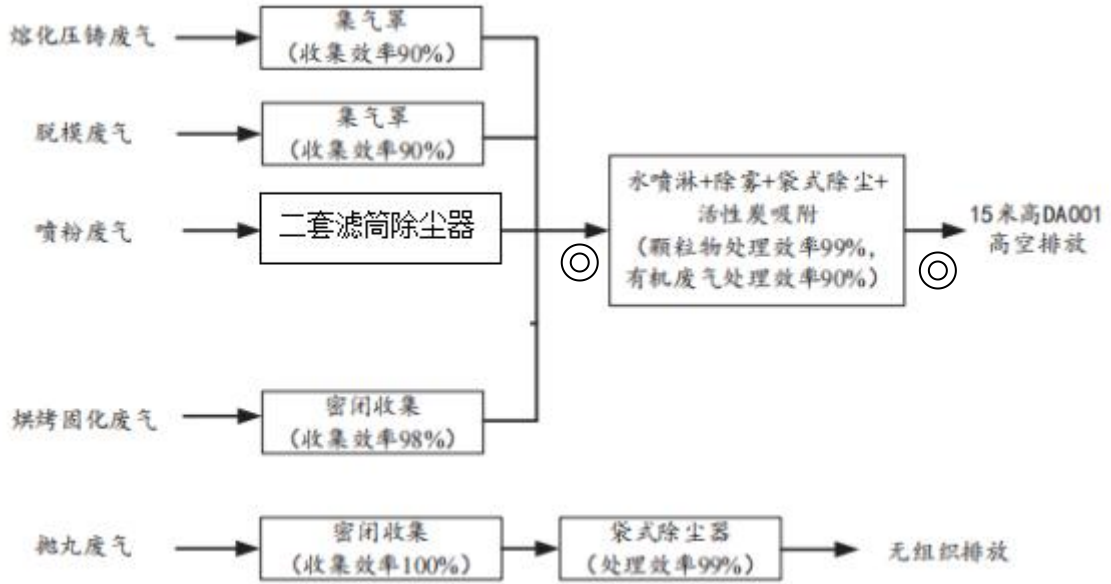 熔化压铸废气
集气罩
（收集效率90%）
脱模废气
集气罩
（收集效率90%）
喷粉废气
二套滤筒除尘器
水喷淋+除雾+袋式除尘+
活性炭吸附
（颗粒物处理效率99%，
有机废气处理效率90%）
15米高DA001
高空排放
烘烤固化废气
密闭收集
（收集效率98%）
抛丸废气
密闭收集
（收集效率100%）
袋式除尘器
（处理效率99%）
无组织排放